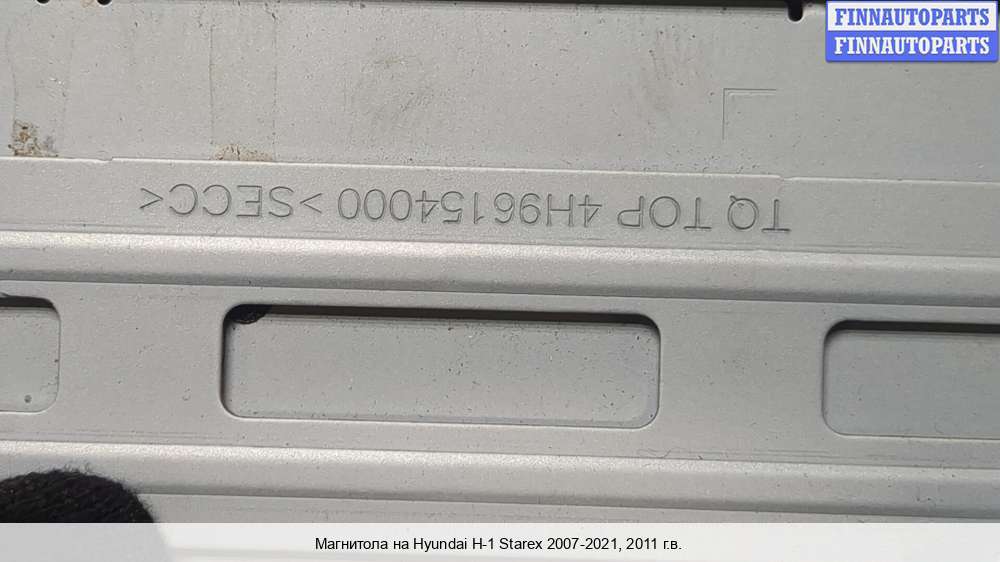 FINNAUTOPARTS
FINNAUTOPARTS
TQ TOP 4H96154000 >SECC<
Магнитола на Hyundai H-1 Starex 2007-2021, 2011 г.в.